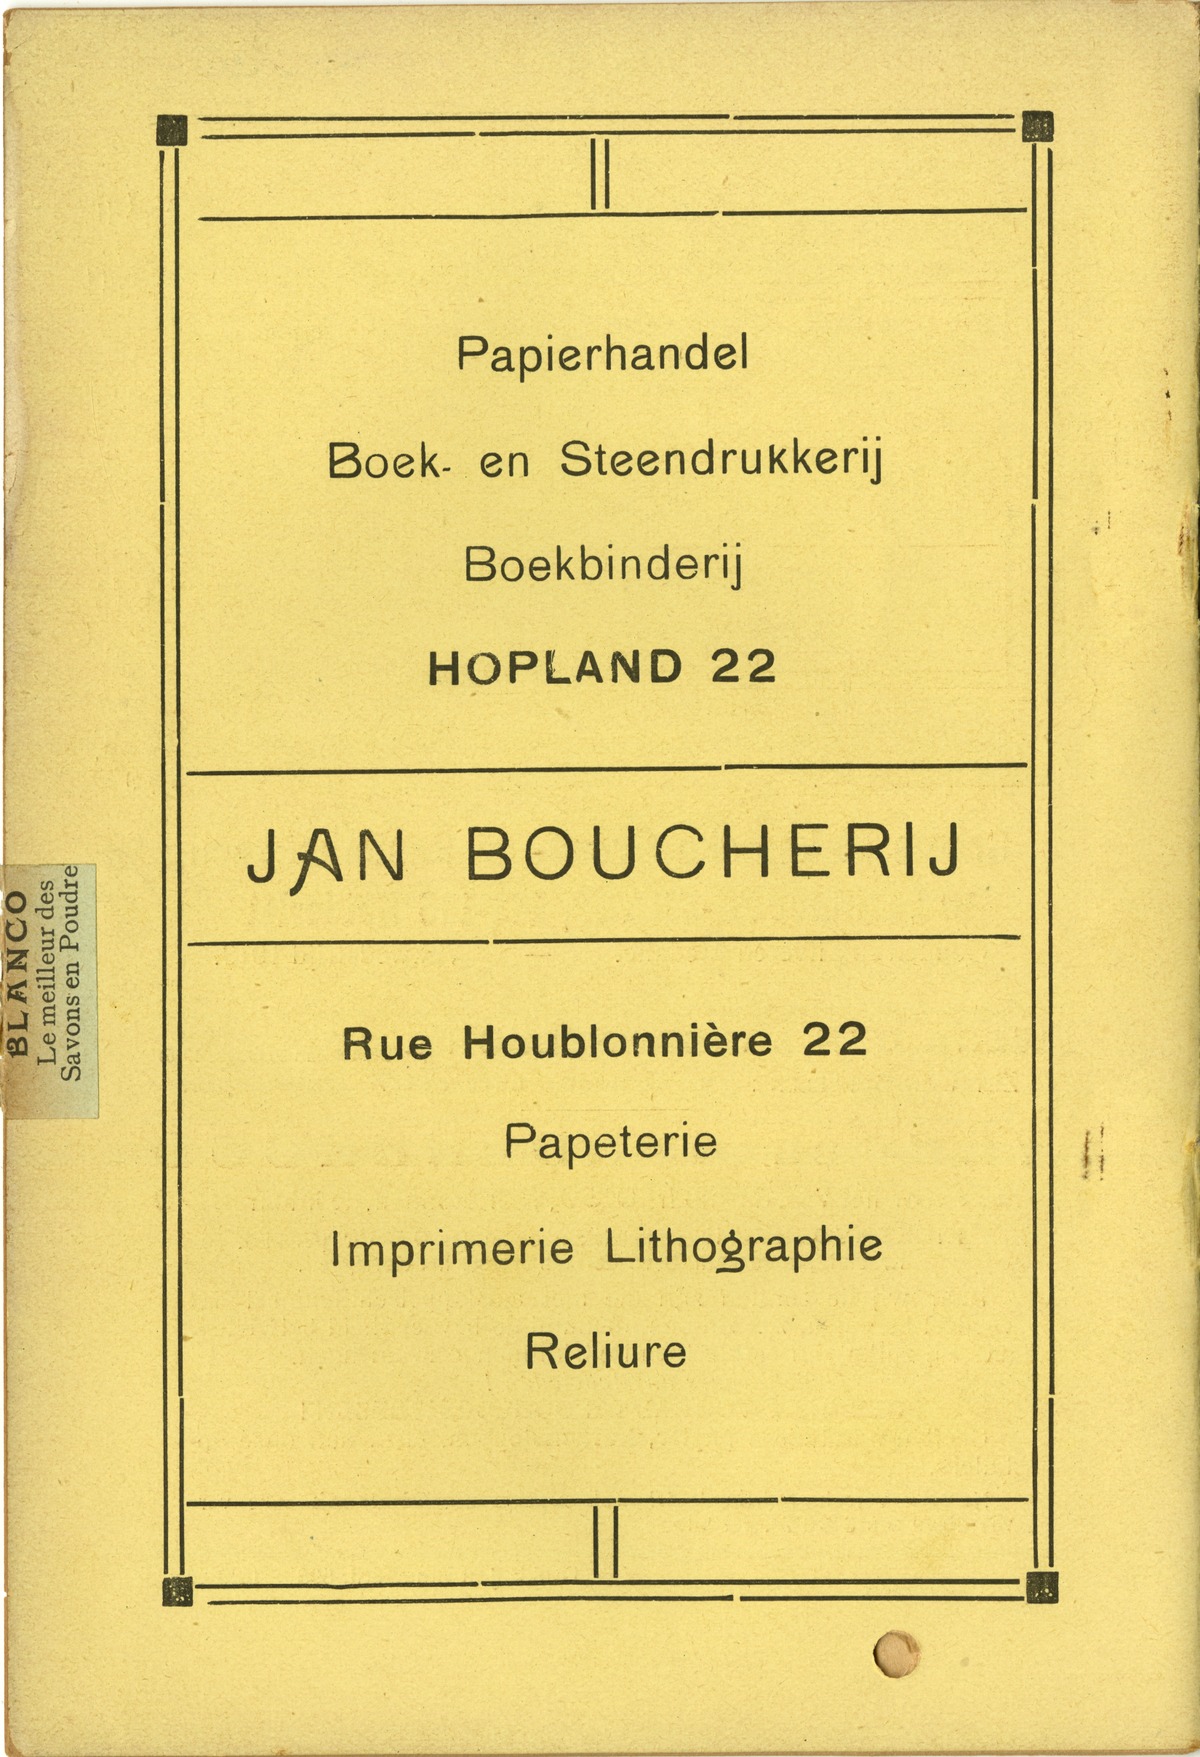 Papierhandel
Boek- en Steendrukkerij
Boekbinderij
HOPLAND 22
JAN BOUCHERIJ
Rue Houblonnière 22
Papeterie
Imprimerie Lithographie
Reliure
BLANCO
Le meilleur des
Savons en Poudre